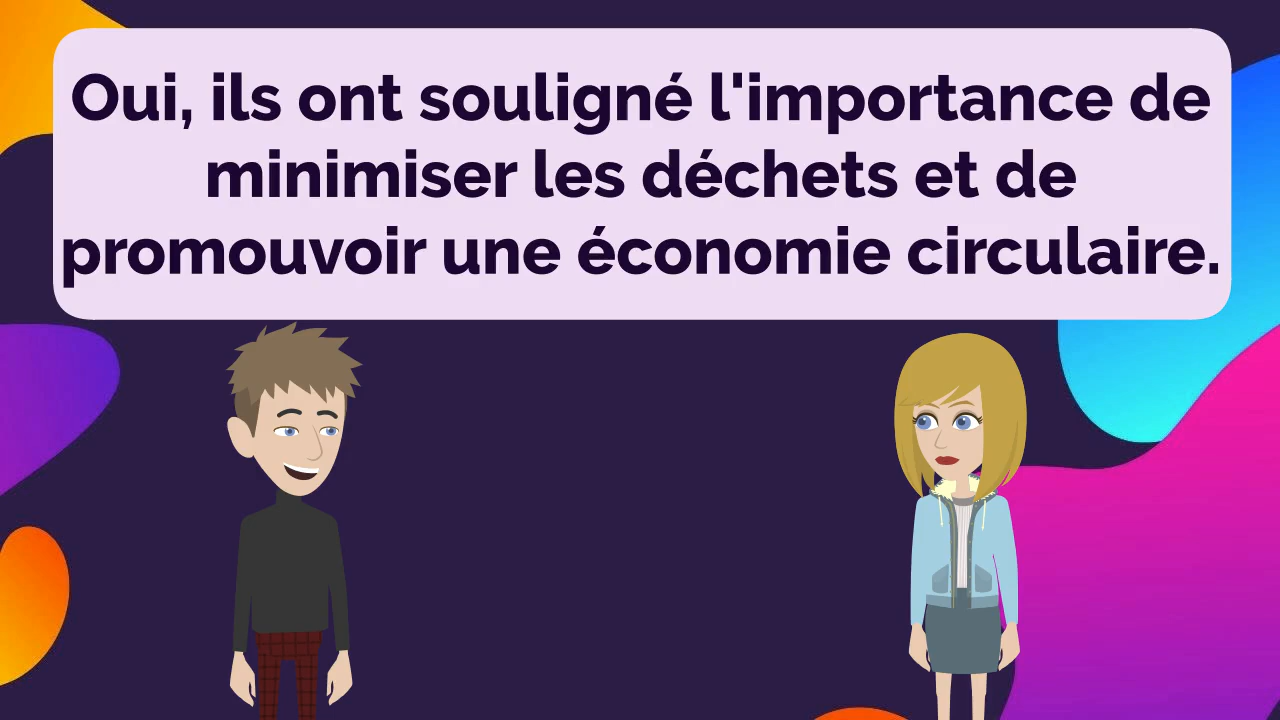 Oui, ils ont souligné l'importance de
minimiser les déchets et de
promouvoir une économie circulaire.